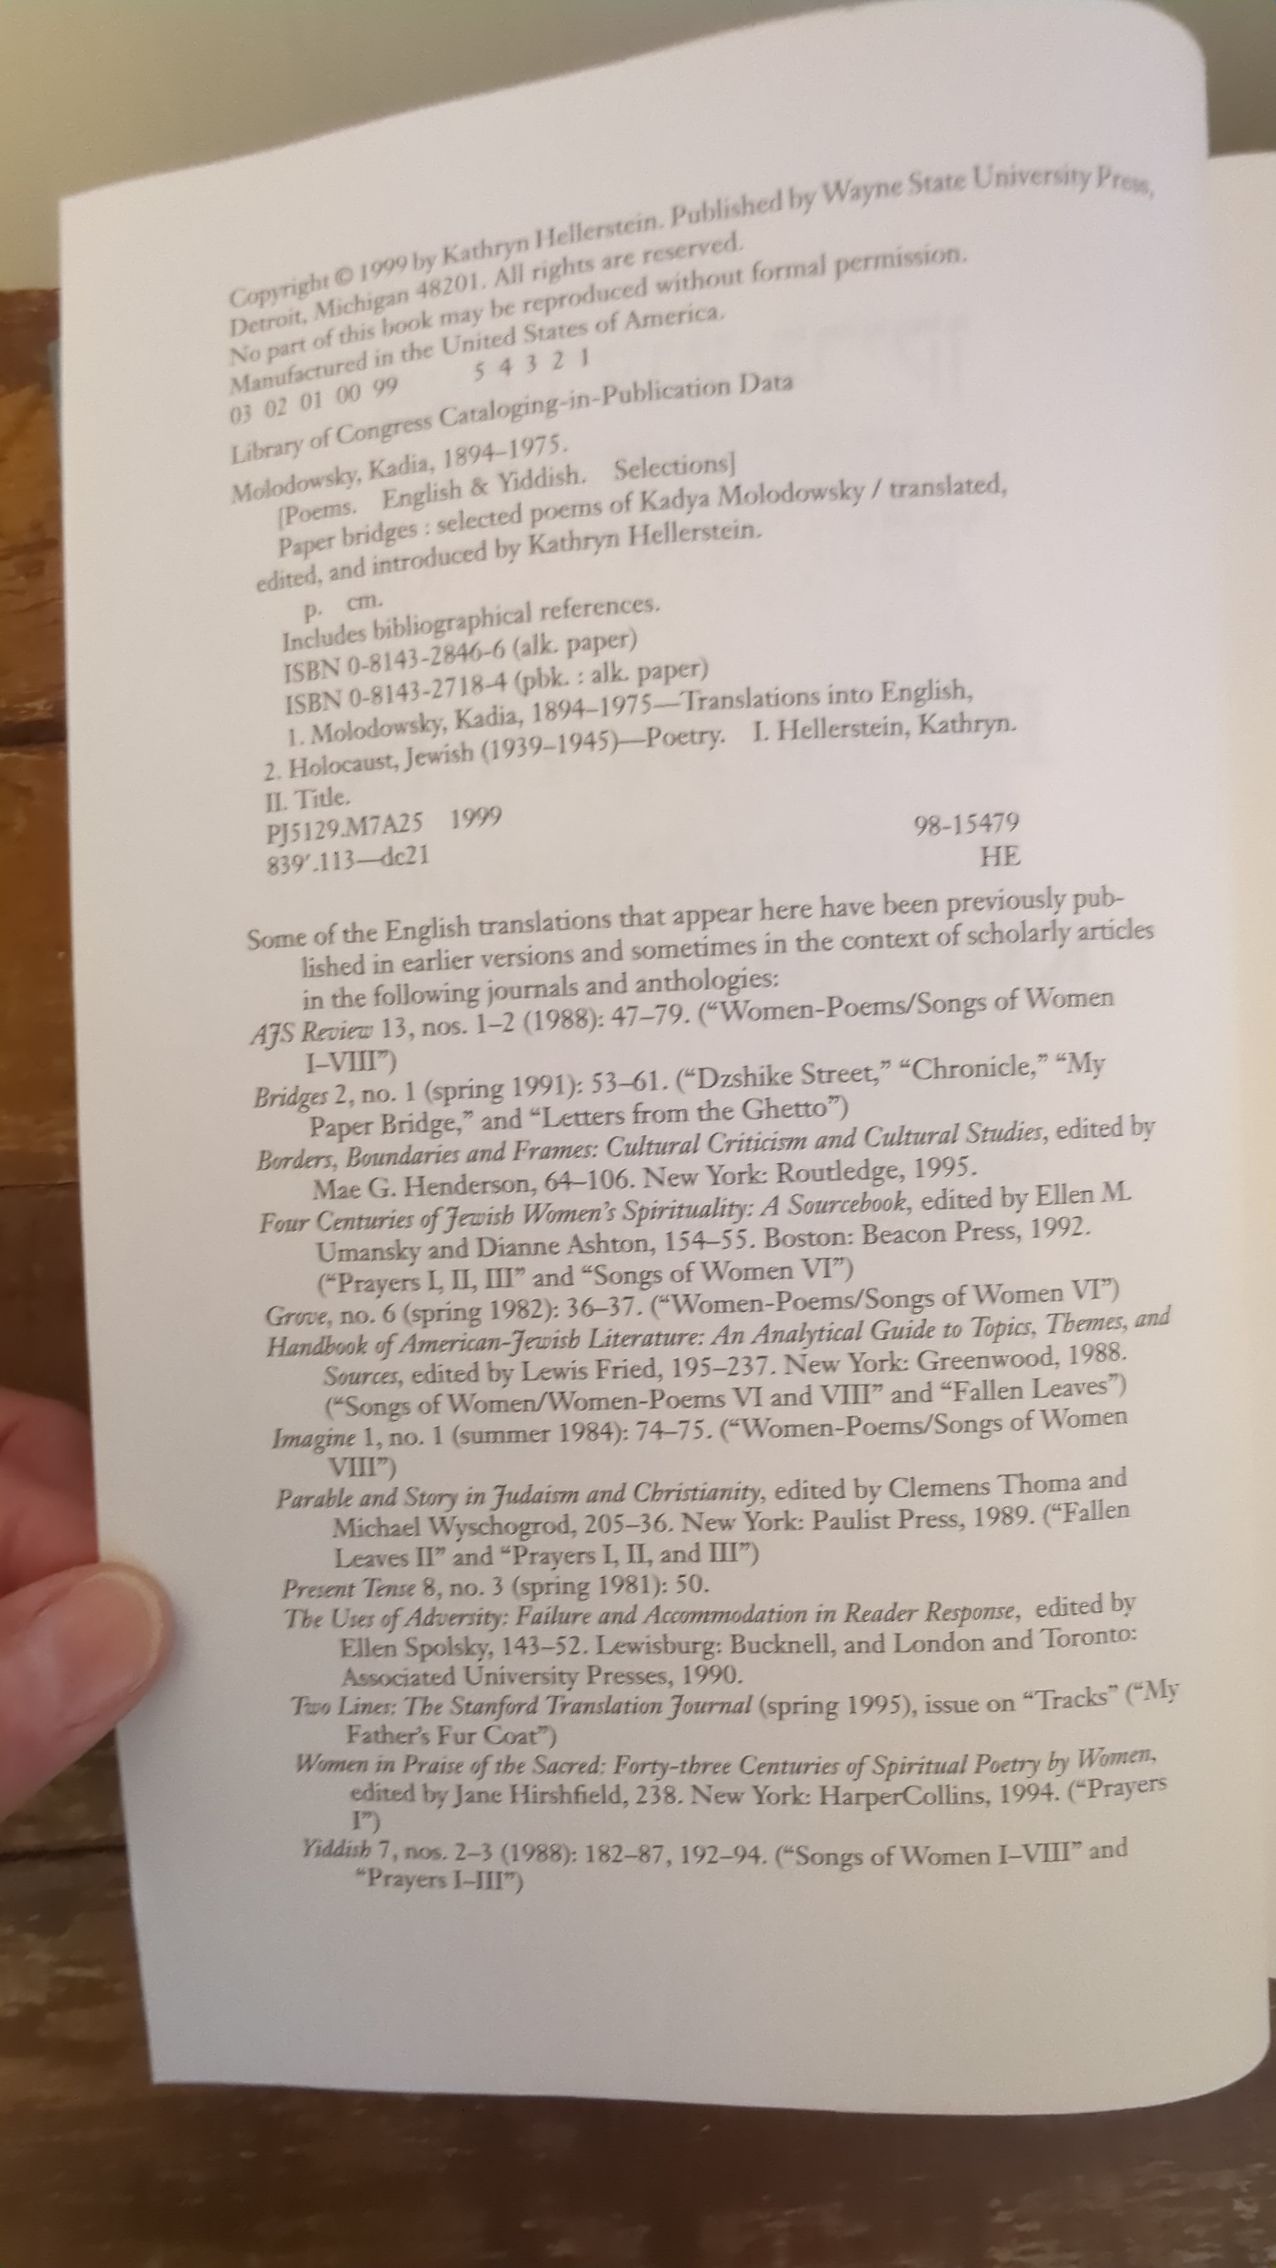 Copyright © 1999 by Kathryn Hellerstein. Published by Wayne State University Press,
Detroit, Michigan 48201. All rights are reserved.
No part of this book may be reproduced without formal permission.
Manufactured in the United States of America.
03 02 01 00 99 5 4 3 2 1
Library of Congress Cataloging-in-Publication Data
Molodowsky, Kadia, 1894–1975.
[Poems. English & Yiddish. Selections]
Paper bridges : selected poems of Kadya Molodowsky / translated,
edited, and introduced by Kathryn Hellerstein.
p. cm.
Includes bibliographical references.
ISBN 0-8143-2846-6 (alk. paper)
ISBN 0-8143-2718-4 (pbk. : alk. paper)
1. Molodowsky, Kadia, 1894–1975—Translations into English,
2. Holocaust, Jewish (1939–1945)—Poetry. I. Hellerstein, Kathryn.
II. Title.
PJ5129.M7A25 1999 98-15479
839′.113—dc21 HE
Some of the English translations that appear here have been previously pub-
lished in earlier versions and sometimes in the context of scholarly articles
in the following journals and anthologies:
AJS Review 13, nos. 1–2 (1988): 47–79. (“Women-Poems/Songs of Women
I–VIII”)
Bridges 2, no. 1 (spring 1991): 53–61. (“Dzshike Street,” “Chronicle,” “My
Paper Bridge,” and “Letters from the Ghetto”)
Borders, Boundaries and Frames: Cultural Criticism and Cultural Studies, edited by
Mae G. Henderson, 64–106. New York: Routledge, 1995.
Four Centuries of Jewish Women’s Spirituality: A Sourcebook, edited by Ellen M.
Umansky and Dianne Ashton, 154–55. Boston: Beacon Press, 1992.
(“Prayers I, II, III” and “Songs of Women VI”)
Grove, no. 6 (spring 1982): 36–37. (“Women-Poems/Songs of Women VI”)
Handbook of American-Jewish Literature: An Analytical Guide to Topics, Themes, and
Sources, edited by Lewis Fried, 195–237. New York: Greenwood, 1988.
(“Songs of Women/Women-Poems VI and VIII” and “Fallen Leaves”)
Imagine 1, no. 1 (summer 1984): 74–75. (“Women-Poems/Songs of Women
VIII”)
Parable and Story in Judaism and Christianity, edited by Clemens Thoma and
Michael Wyschogrod, 205–36. New York: Paulist Press, 1989. (“Fallen
Leaves II” and “Prayers I, II, and III”)
Present Tense 8, no. 3 (spring 1981): 50.
The Uses of Adversity: Failure and Accommodation in Reader Response, edited by
Ellen Spolsky, 143–52. Lewisburg: Bucknell, and London and Toronto:
Associated University Presses, 1990.
Two Lines: The Stanford Translation Journal (spring 1995), issue on “Tracks” (“My
Father’s Fur Coat”)
Women in Praise of the Sacred: Forty-three Centuries of Spiritual Poetry by Women,
edited by Jane Hirshfield, 238. New York: HarperCollins, 1994. (“Prayers
I”)
Yiddish 7, nos. 2–3 (1988): 182–87, 192–94. (“Songs of Women I–VIII” and
“Prayers I–III”)